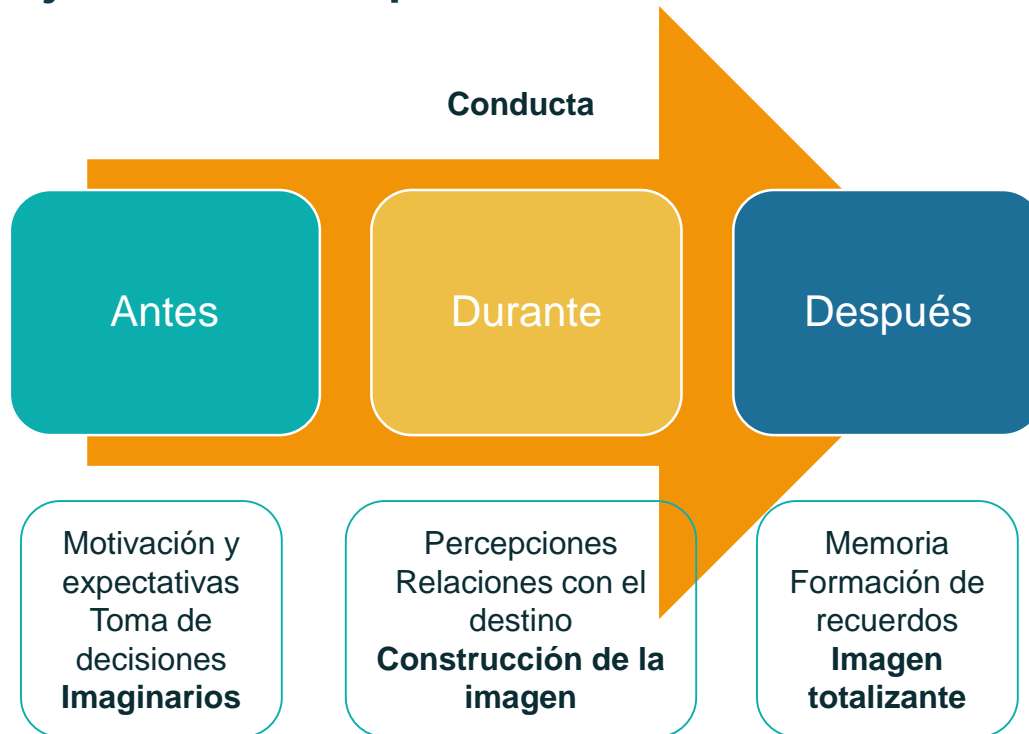 Conducta
Antes
Durante
Después
Motivación y
expectativas
Toma de
decisiones
Imaginarios
Percepciones
Relaciones con el
destino
Construcción de la
imagen
Memoria
Formación de
recuerdos
Imagen
totalizante